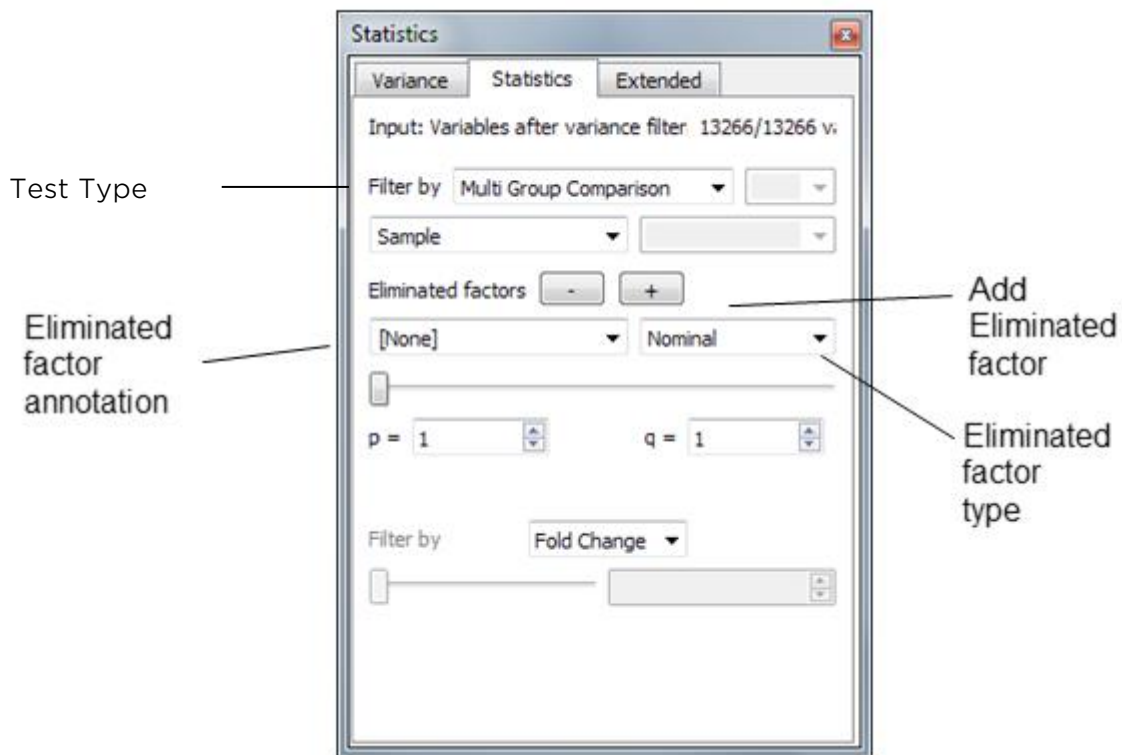 Statistics
x
Variance Statistics Extended
Input: Variables after variance filter 13266/13266 va
Test Type
Filter by Multi Group Comparison
Sample
Eliminated factors - +
Add
Eliminated
factor
Eliminated
factor
annotation
[None] Nominal
p = 1 q = 1
Eliminated
factor
type
Filter by Fold Change